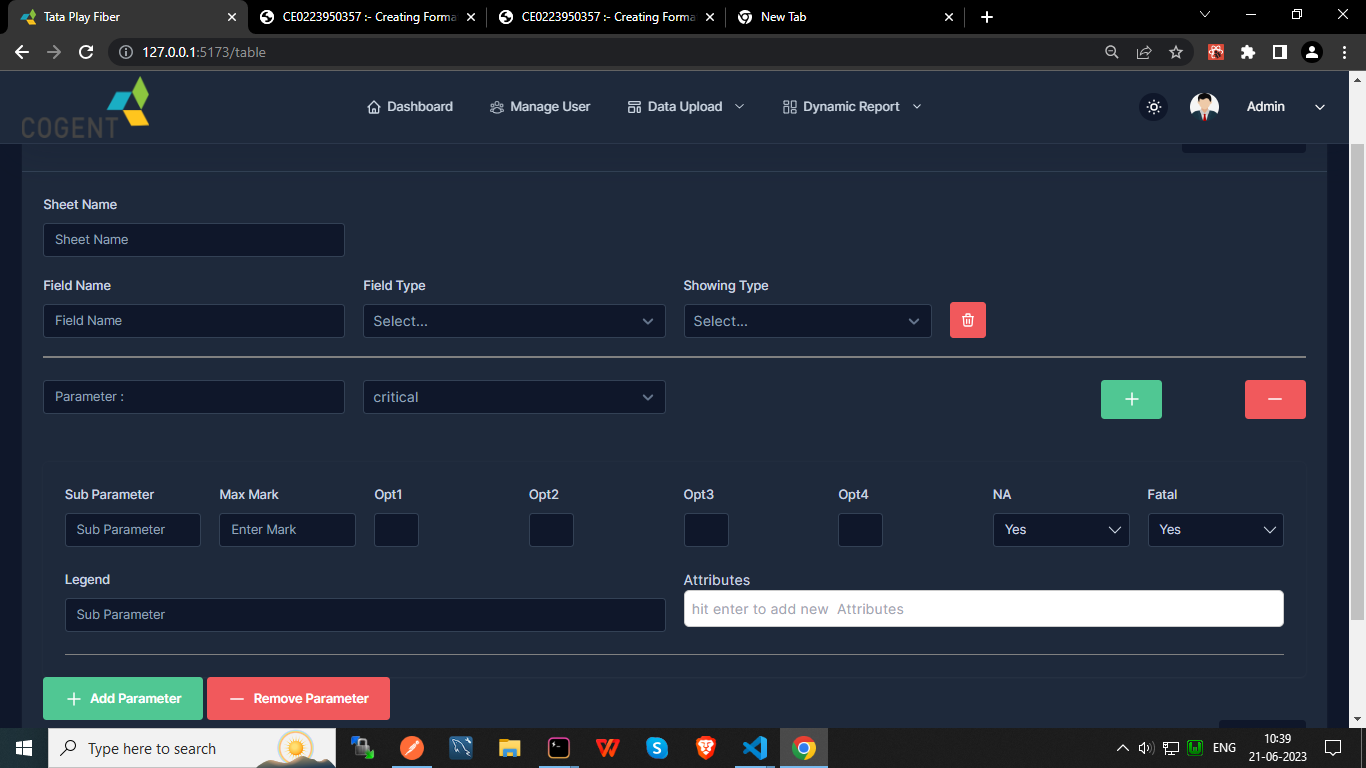 Tata Play Fiber
CE0223950357 :- Creating Forma
CE0223950357 :- Creating Forma
New Tab
127.0.0.1:5173/table
COGENT
Dashboard
Manage User
Data Upload
Dynamic Report
Admin
Sheet Name
Sheet Name
Field Name
Field Type
Showing Type
Field Name
Select...
Select...
Parameter :
critical
Sub Parameter
Max Mark
Opt1
Opt2
Opt3
Opt4
NA
Fatal
Sub Parameter
Enter Mark
Yes
Yes
Legend
Attributes
Sub Parameter
hit enter to add new  Attributes
Add Parameter
Remove Parameter
Type here to search
ENG
10:39
21-06-2023